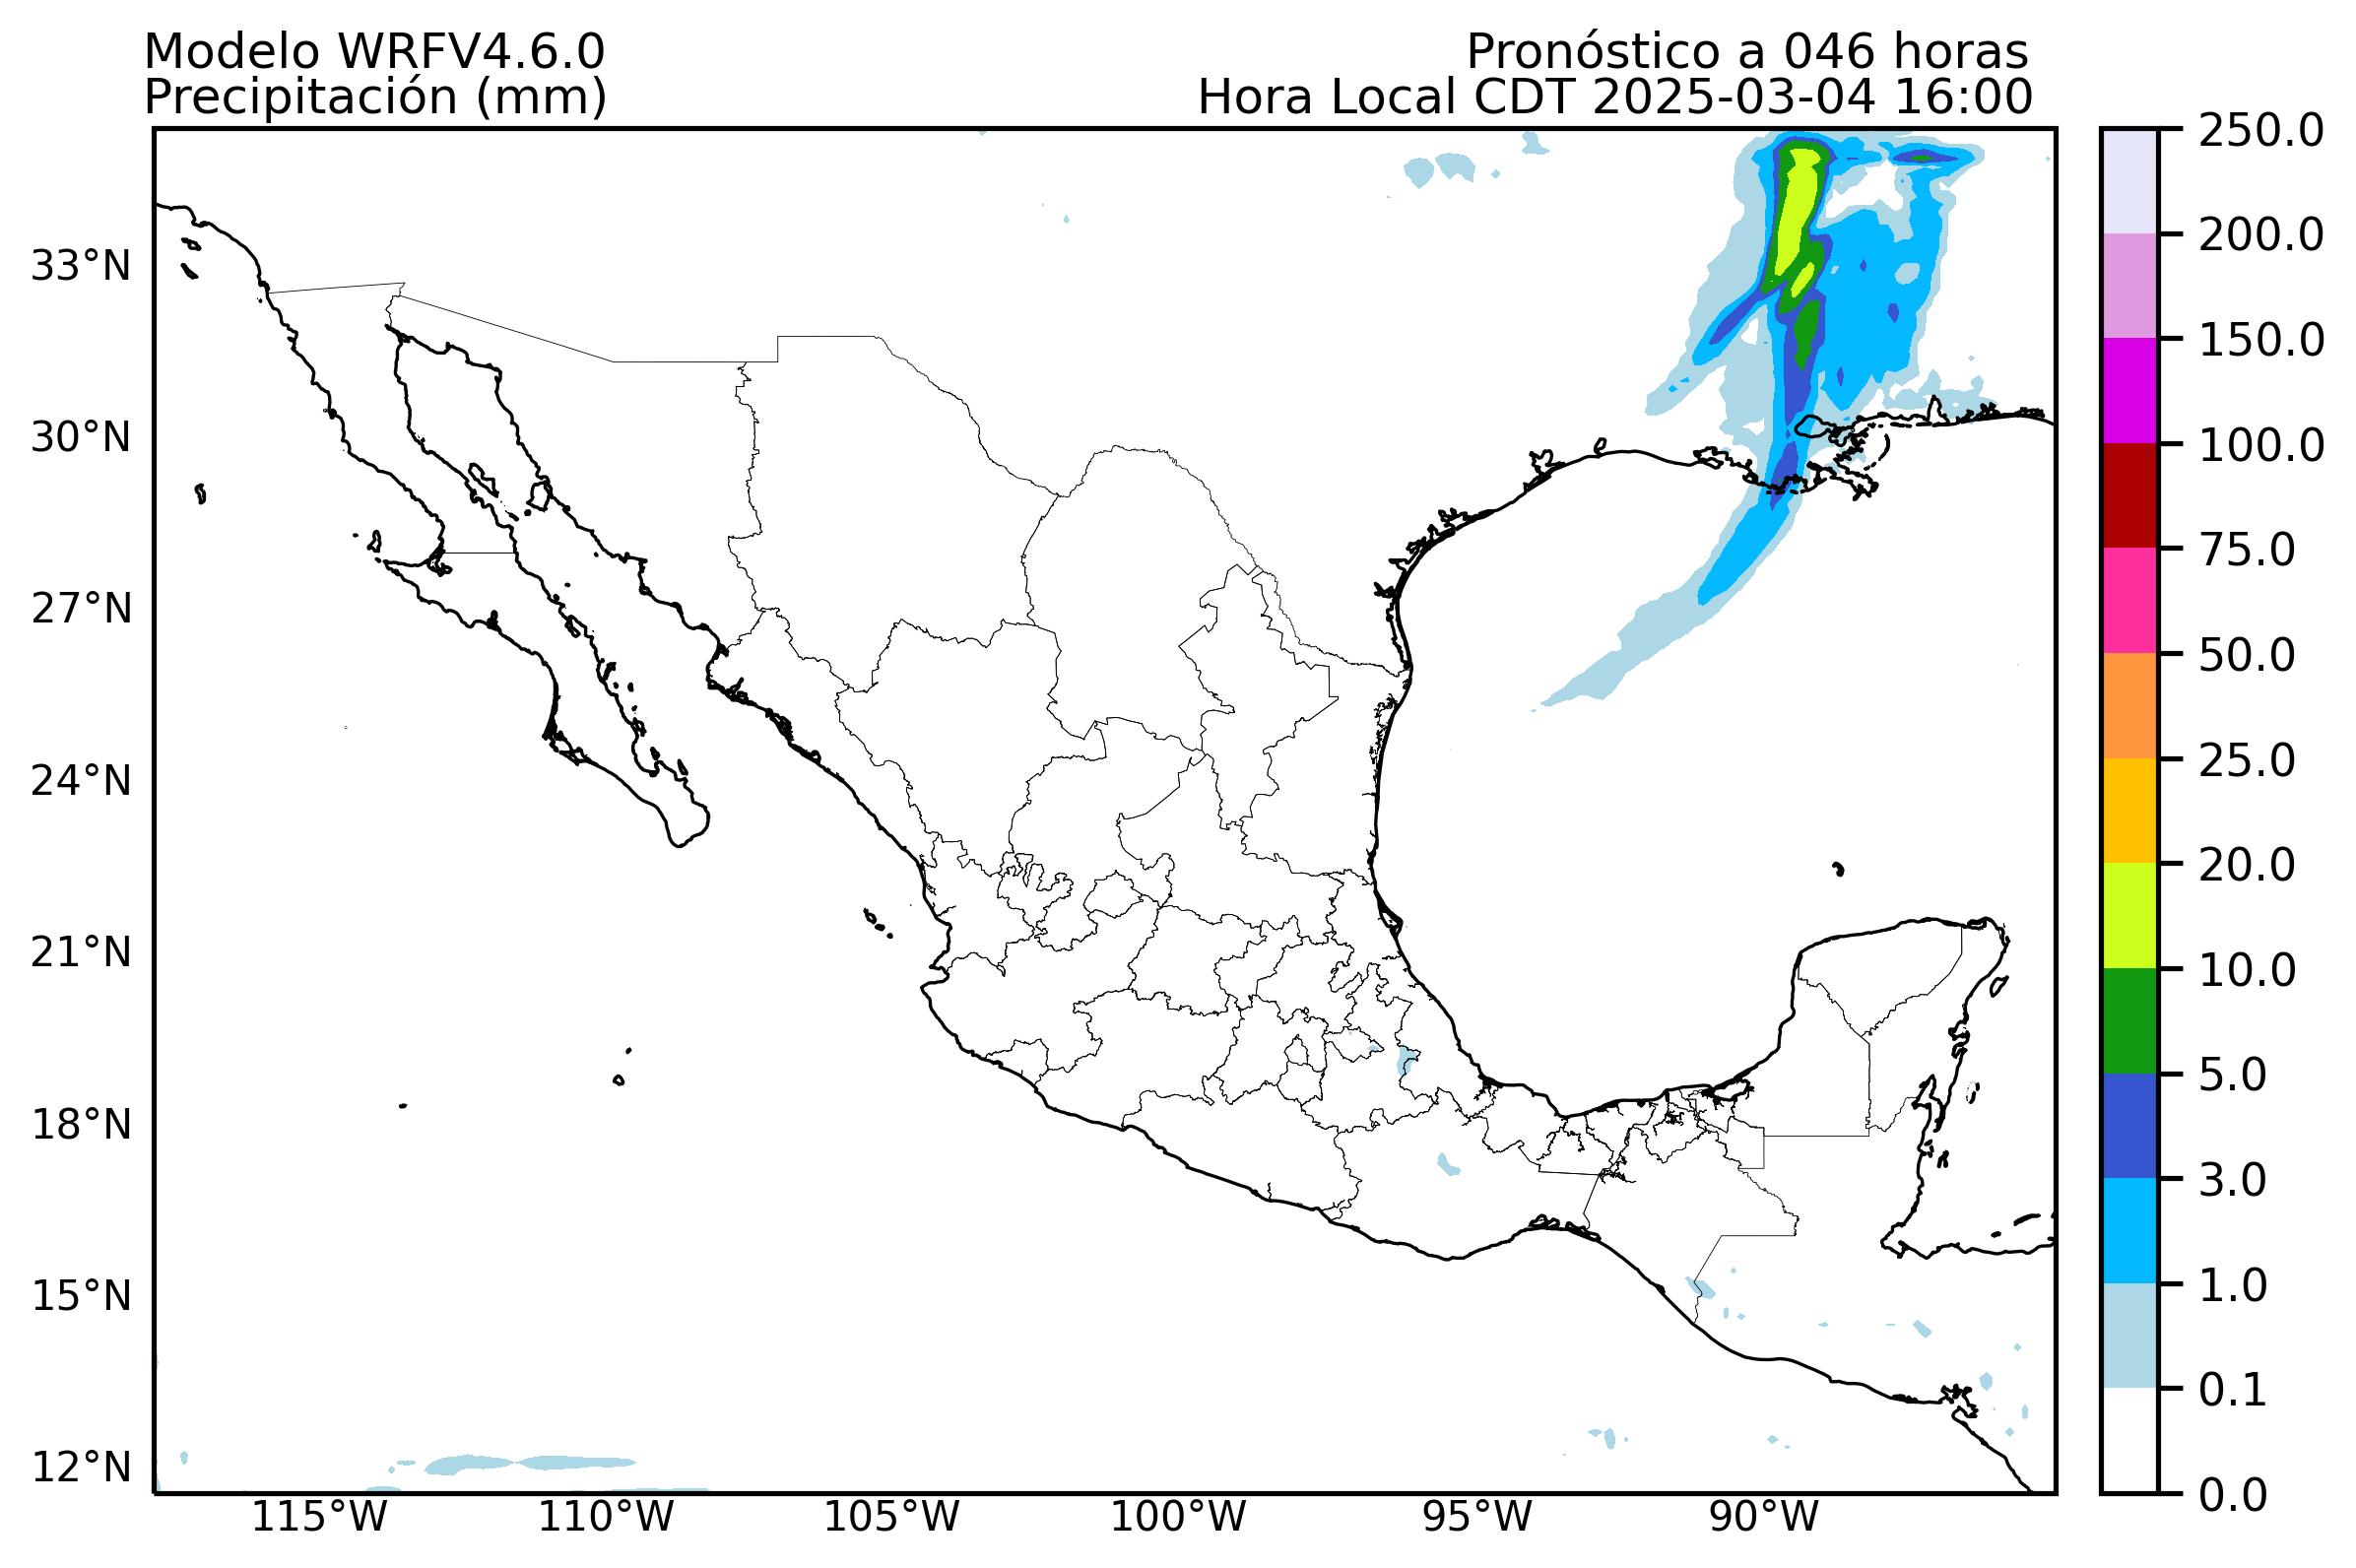 Modelo WRFV4.6.0
Precipitación (mm)
Pronóstico a 046 horas
Hora Local CDT 2025-03-04 16:00
33°N
30°N
27°N
24°N
21°N
18°N
15°N
12°N
115°W
110°W
105°W
100°W
95°W
90°W
250.0
200.0
150.0
100.0
75.0
50.0
25.0
20.0
10.0
5.0
3.0
1.0
0.1
0.0